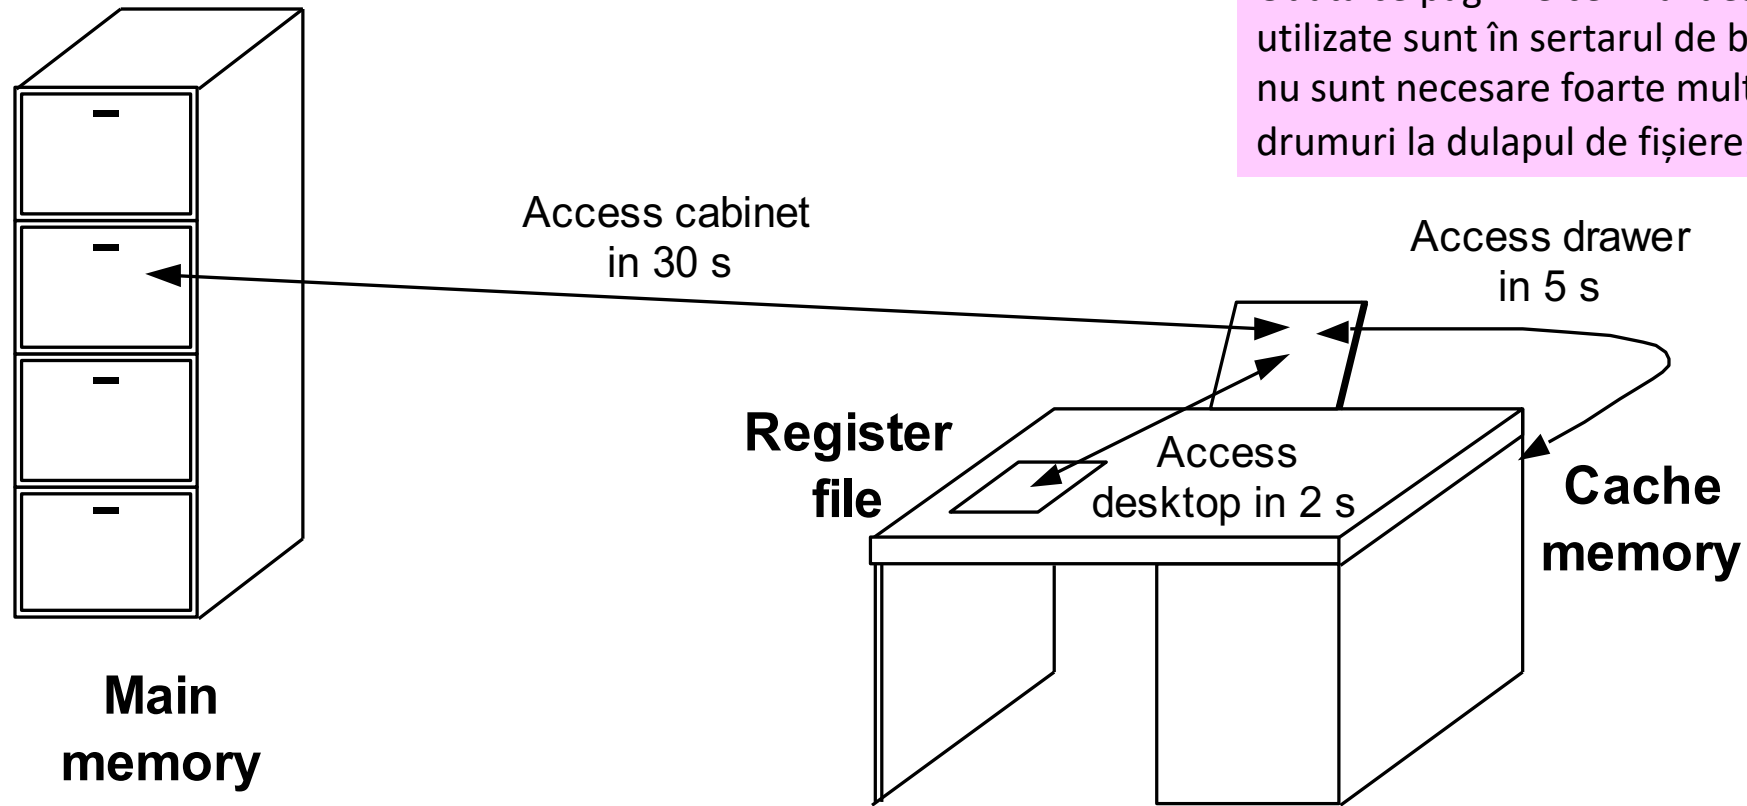 utilizate sunt în sertarul de
nu sunt necesare foarte
drumuri la dulapul de fișiere
Access cabinet
in 30 s
Access drawer
in 5 s
Register
file
Access
desktop in 2 s
Cache
memory
Main
memory